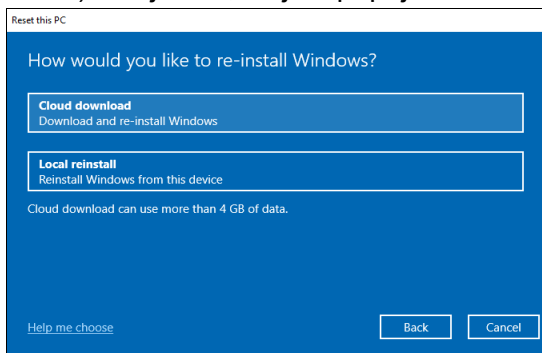 Reset this PC
How would you like to re-install Windows?
Cloud download
Download and re-install Windows
Local reinstall
Reinstall Windows from this device
Cloud download can use more than 4 GB of data.
Help me choose
Back
Cancel